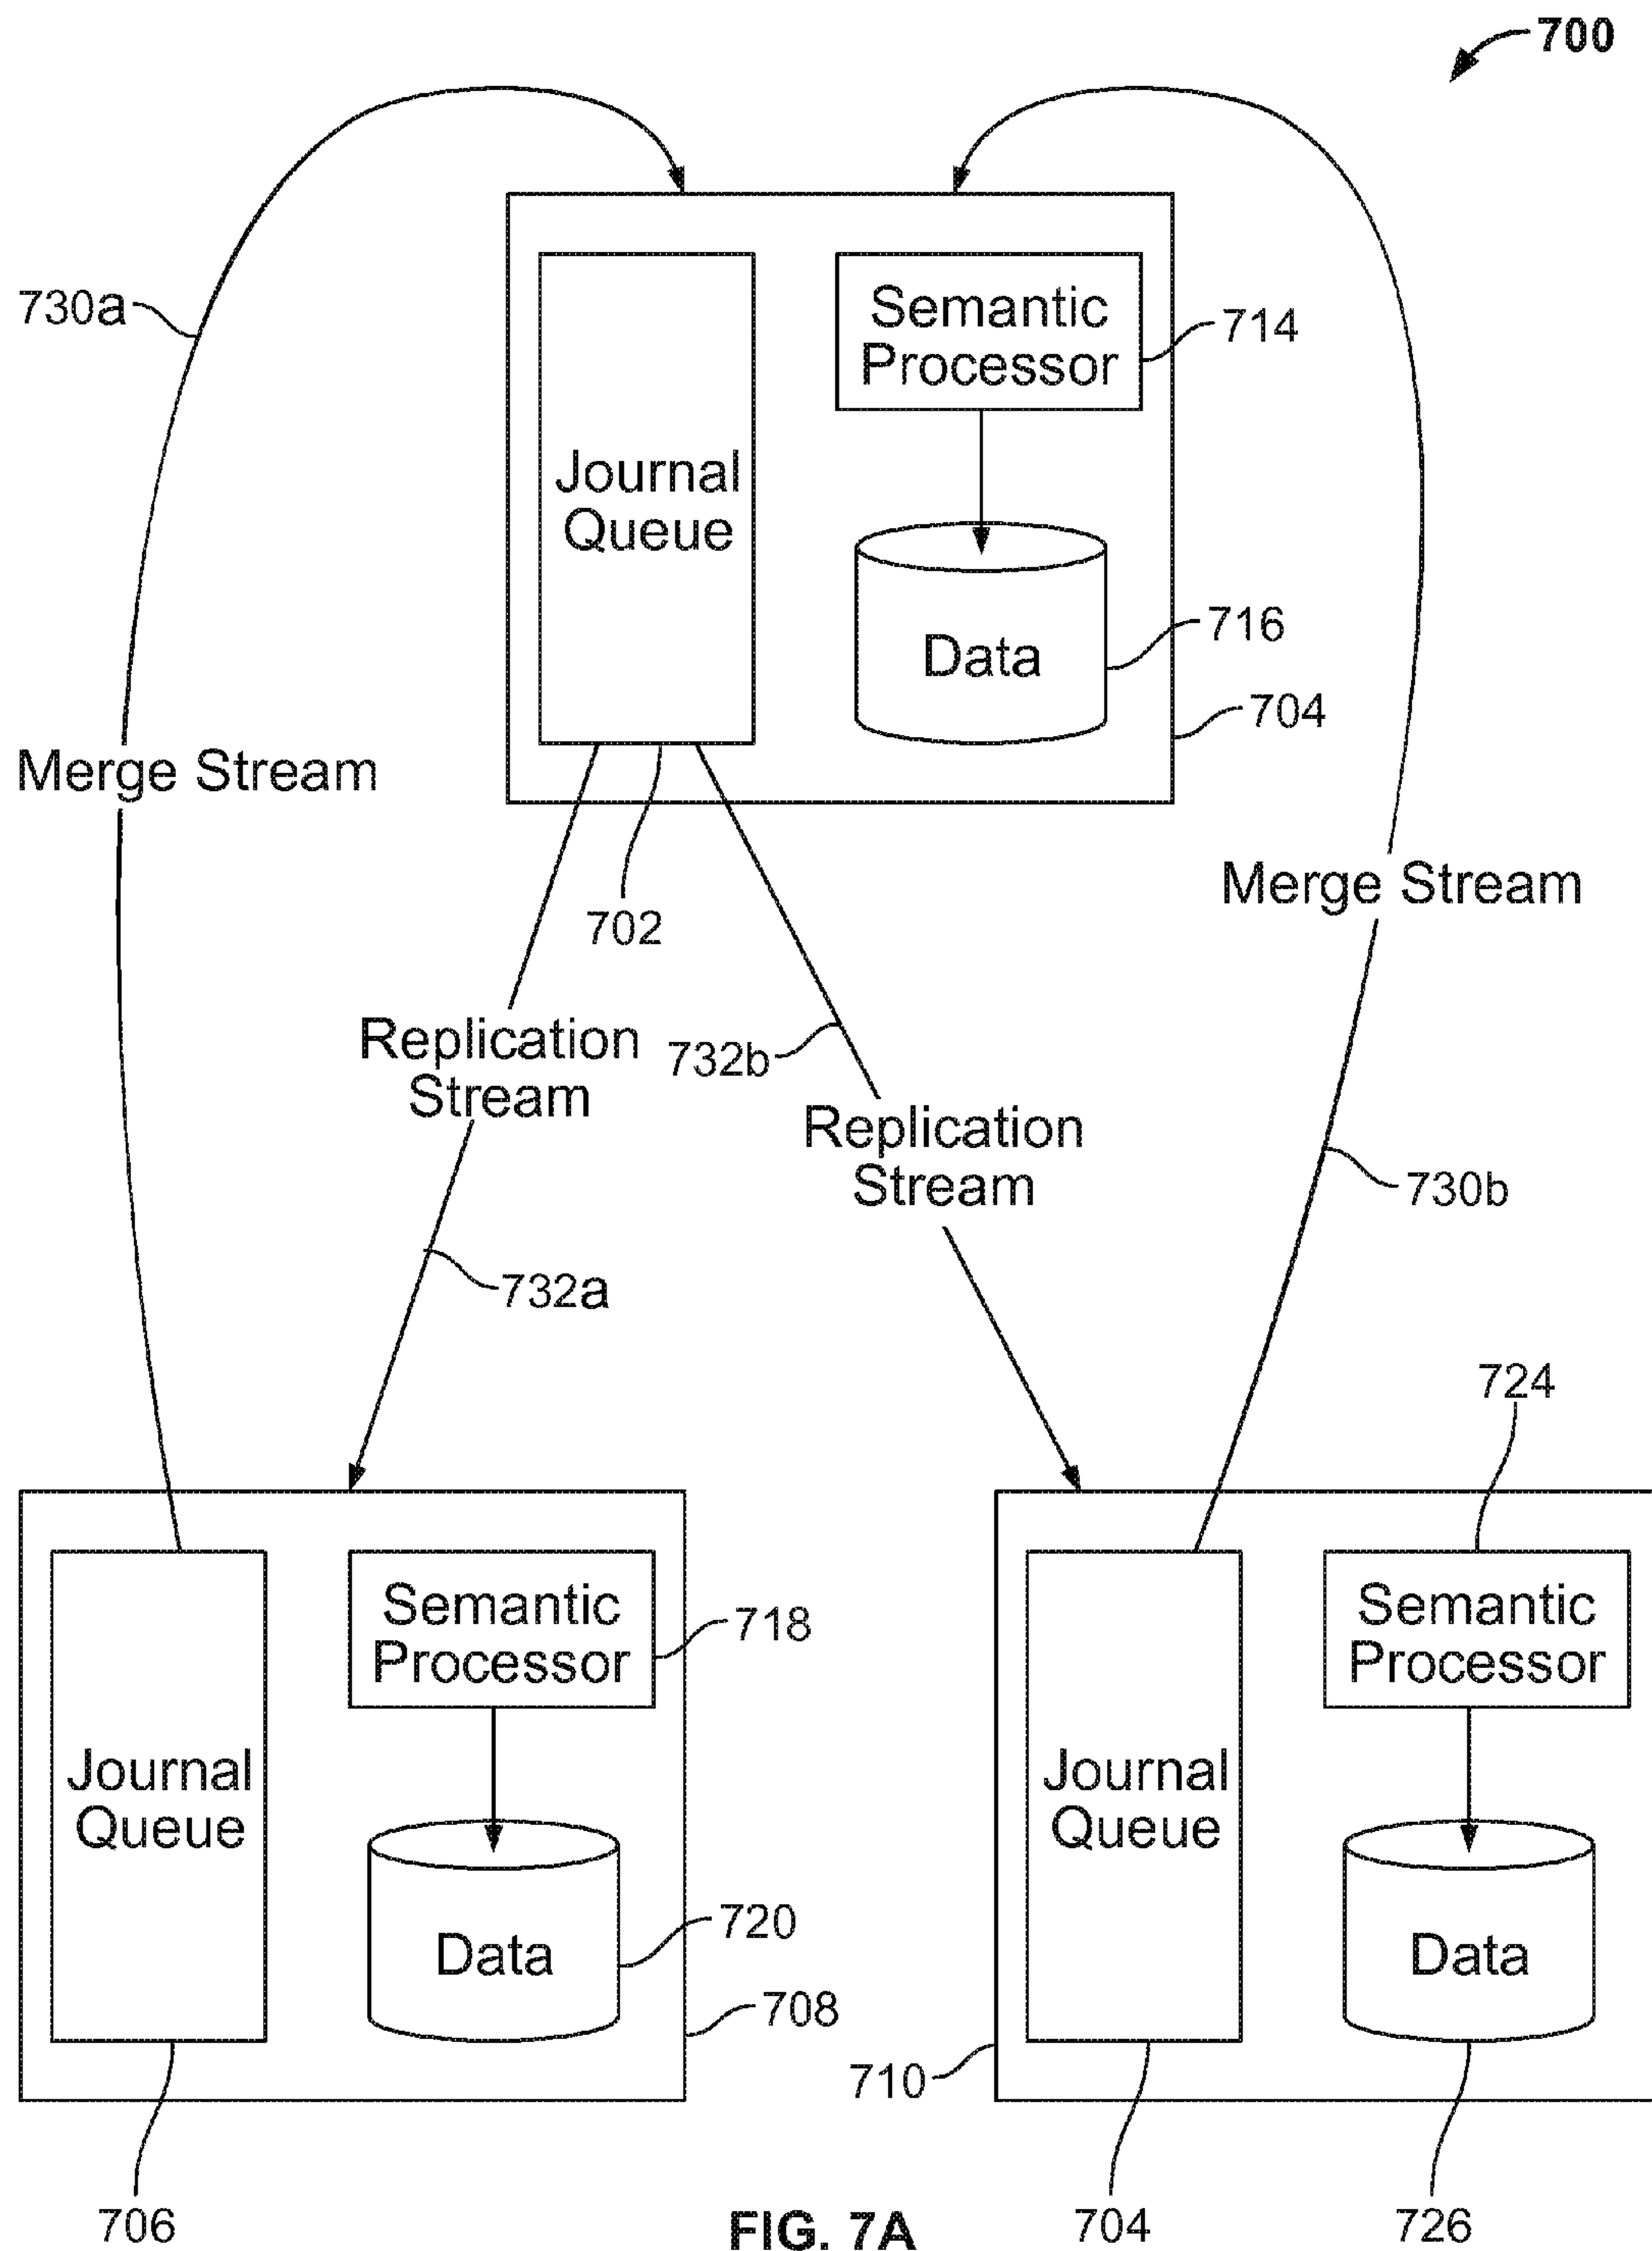 700
730a
Semantic
Processor
714
Journal
Queue
Data
716
704
Merge Stream
Merge Stream
702
Replication
Stream
732b
Replication
Stream
730b
732a
724
Semantic
Processor
718
Semantic
Processor
Journal
Queue
Journal
Queue
720
Data
Data
708
710
706
FIG. 7A
704
726